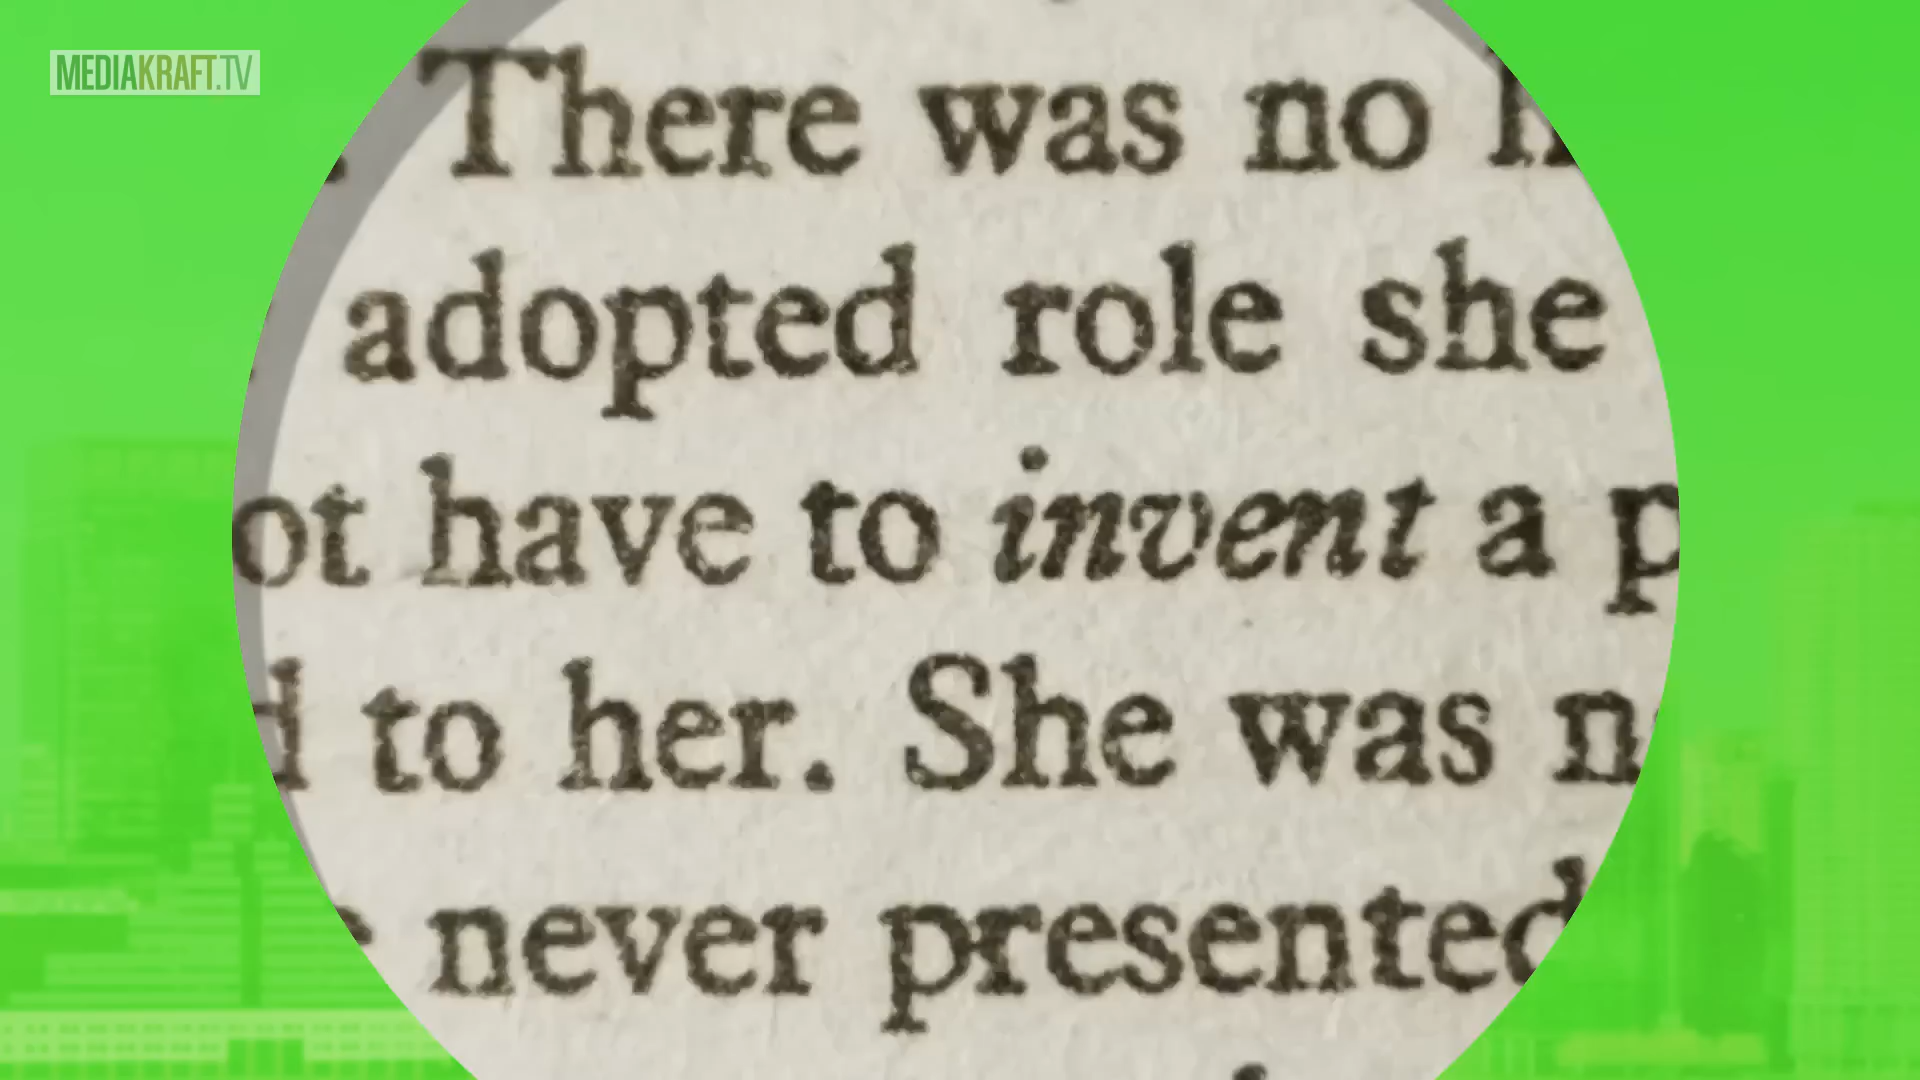 MEDIAKRAFT.TV
There was no
adopted role she
have to invent a
to her. She was
never presented